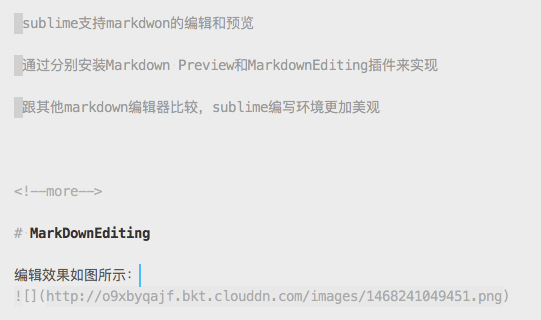 sublime支持markdwon的编辑和预览
通过分别安装Markdown Preview和MarkdownEditing插件来实现
跟其他markdown编辑器比较，sublime编写环境更加美观
<!--more-->
# MarkDownEditing
编辑效果如图所示：
![](http://o9xbyqajf.bkt.clouddn.com/images/1468241049451.png)